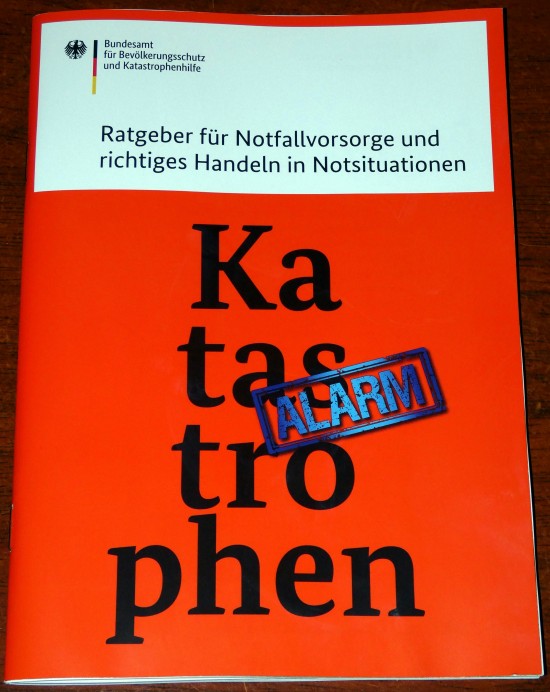 Bundesamt
für Bevölkerungsschutz
und Katastrophenhilfe
Ratgeber für Notfallvorsorge und
richtiges Handeln in Notsituationen
Ka
tas
ALARM
tro
phen